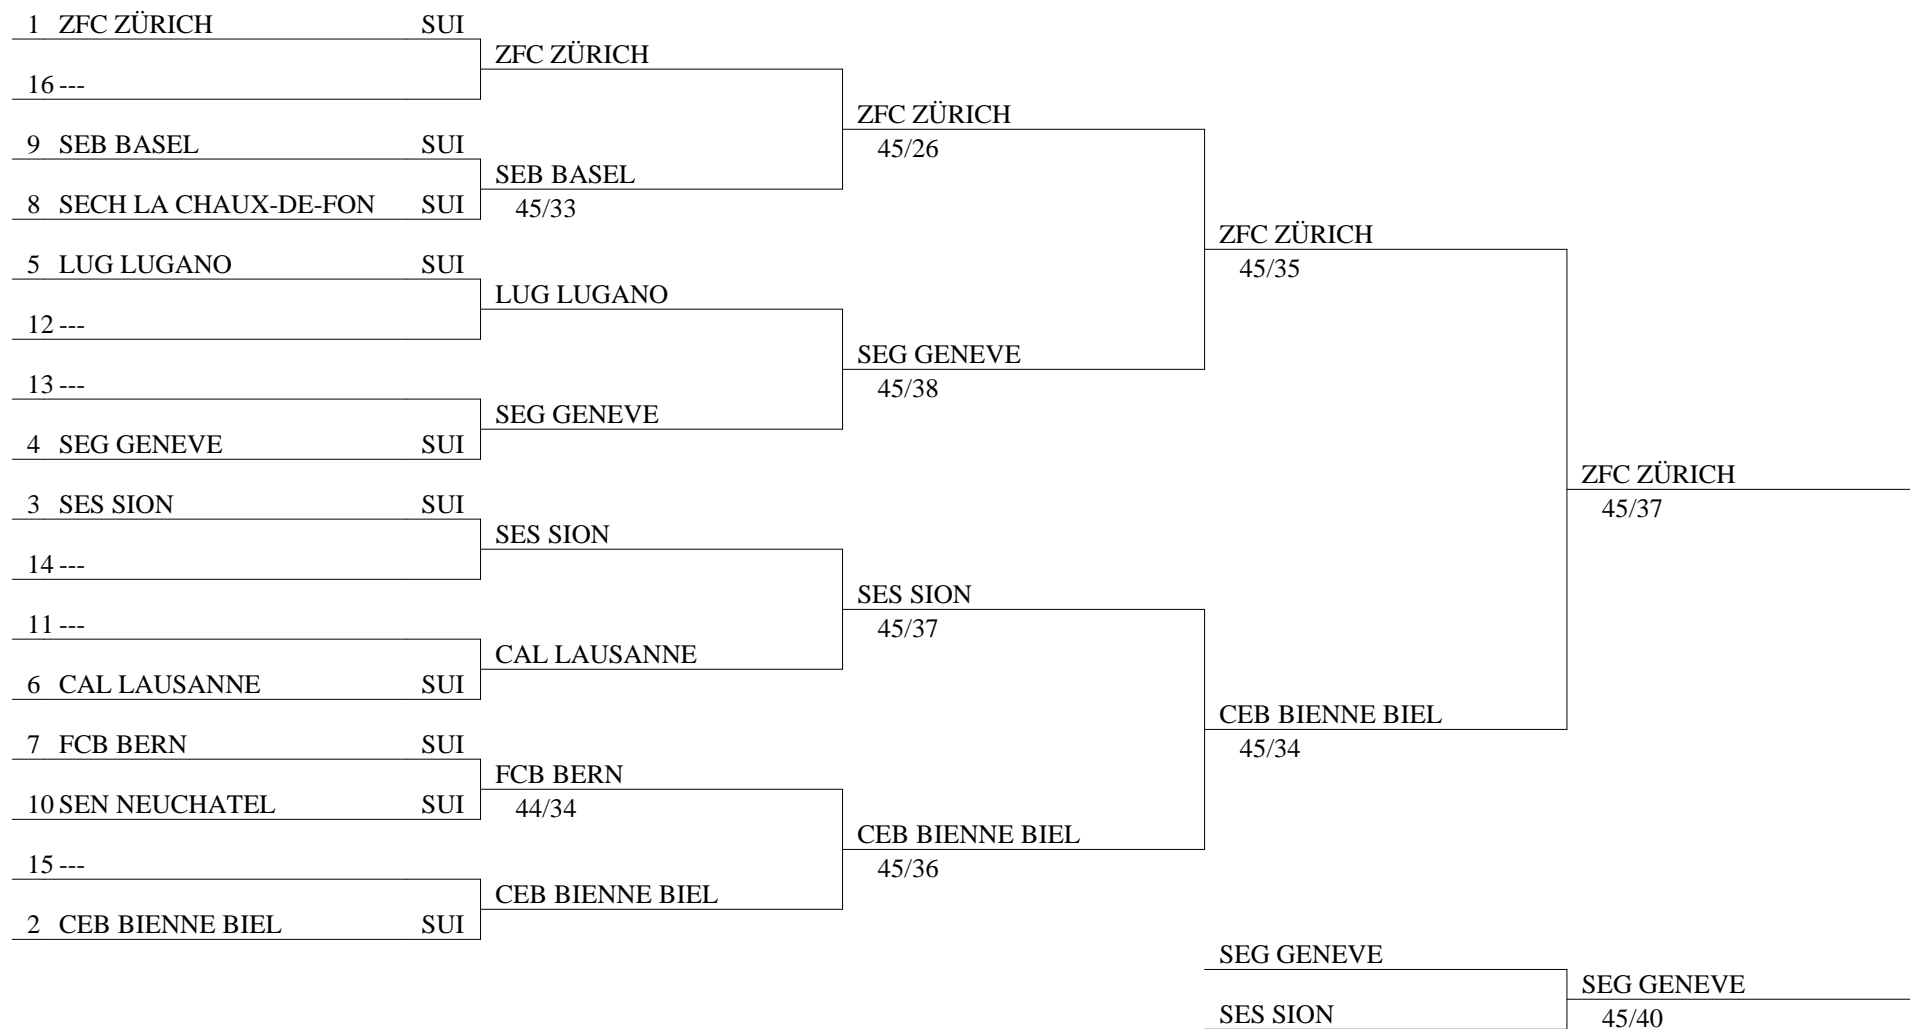 1 ZFC ZÜRICH SUI
ZFC ZÜRICH
16 ---
ZFC ZÜRICH
45/26
9 SEB BASEL SUI
SEB BASEL
45/33
8 SECH LA CHAUX-DE-FON SUI
ZFC ZÜRICH
45/35
5 LUG LUGANO SUI
LUG LUGANO
12 ---
SEG GENEVE
45/38
13 ---
SEG GENEVE
4 SEG GENEVE SUI
ZFC ZÜRICH
45/37
3 SES SION SUI
SES SION
14 ---
SES SION
45/37
11 ---
CAL LAUSANNE
6 CAL LAUSANNE SUI
CEB BIENNE BIEL
45/34
7 FCB BERN SUI
FCB BERN
44/34
10 SEN NEUCHATEL SUI
CEB BIENNE BIEL
45/36
15 ---
CEB BIENNE BIEL
2 CEB BIENNE BIEL SUI
SEG GENEVE
SEG GENEVE
45/40
SES SION